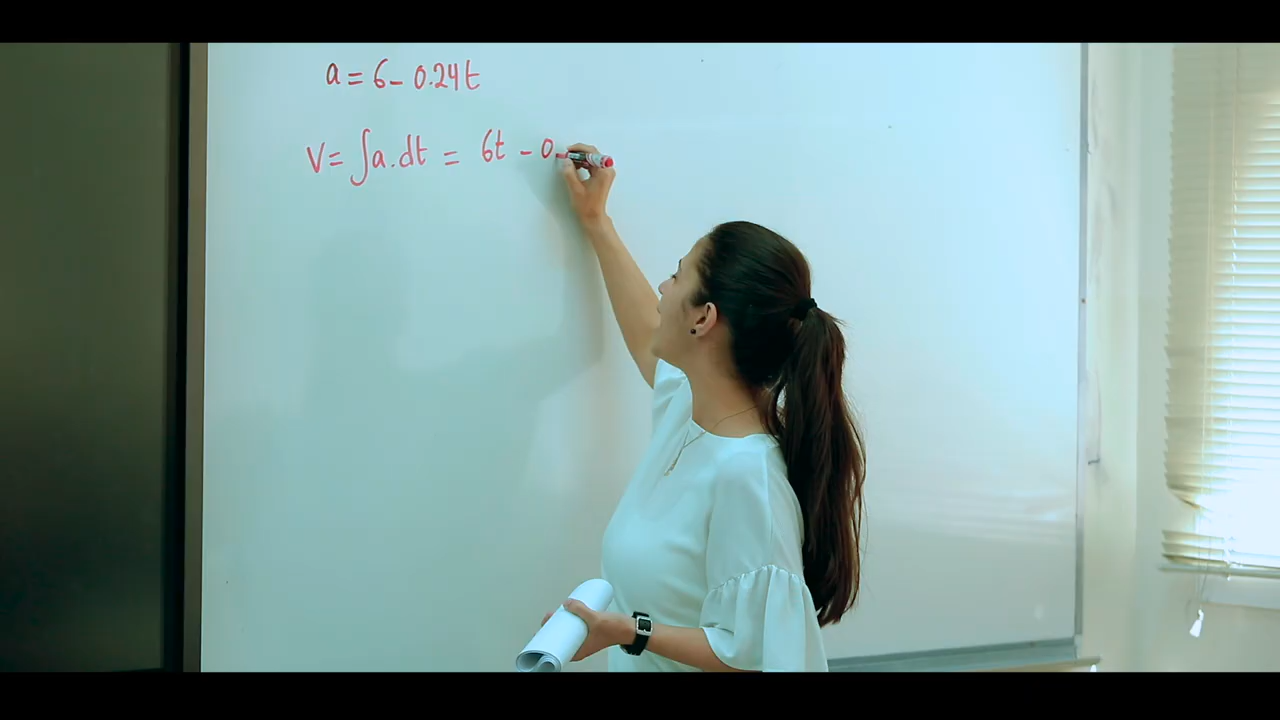 a = 6 - 0.24t
V = ∫a.dt = 6t - 0